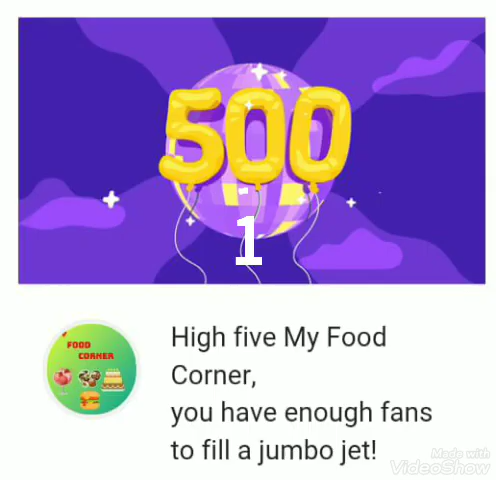 500
1
FOOD
CORNER
High five My Food
Corner,
you have enough fans
to fill a jumbo jet!
Made with
VideoShow